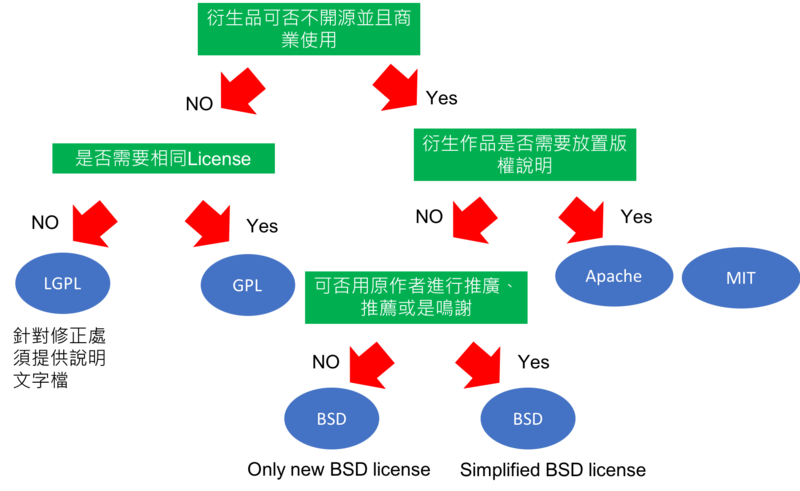 衍生品可否不開源並且商
業使用
NO
Yes
是否需要相同License
衍生作品是否需要放置版
權說明
NO
Yes
NO
Yes
LGPL
GPL
可否用原作者進行推廣、
推薦或是鳴謝
Apache
MIT
針對修正處
須提供說明
文字檔
NO
Yes
BSD
BSD
Only new BSD license
Simplified BSD license